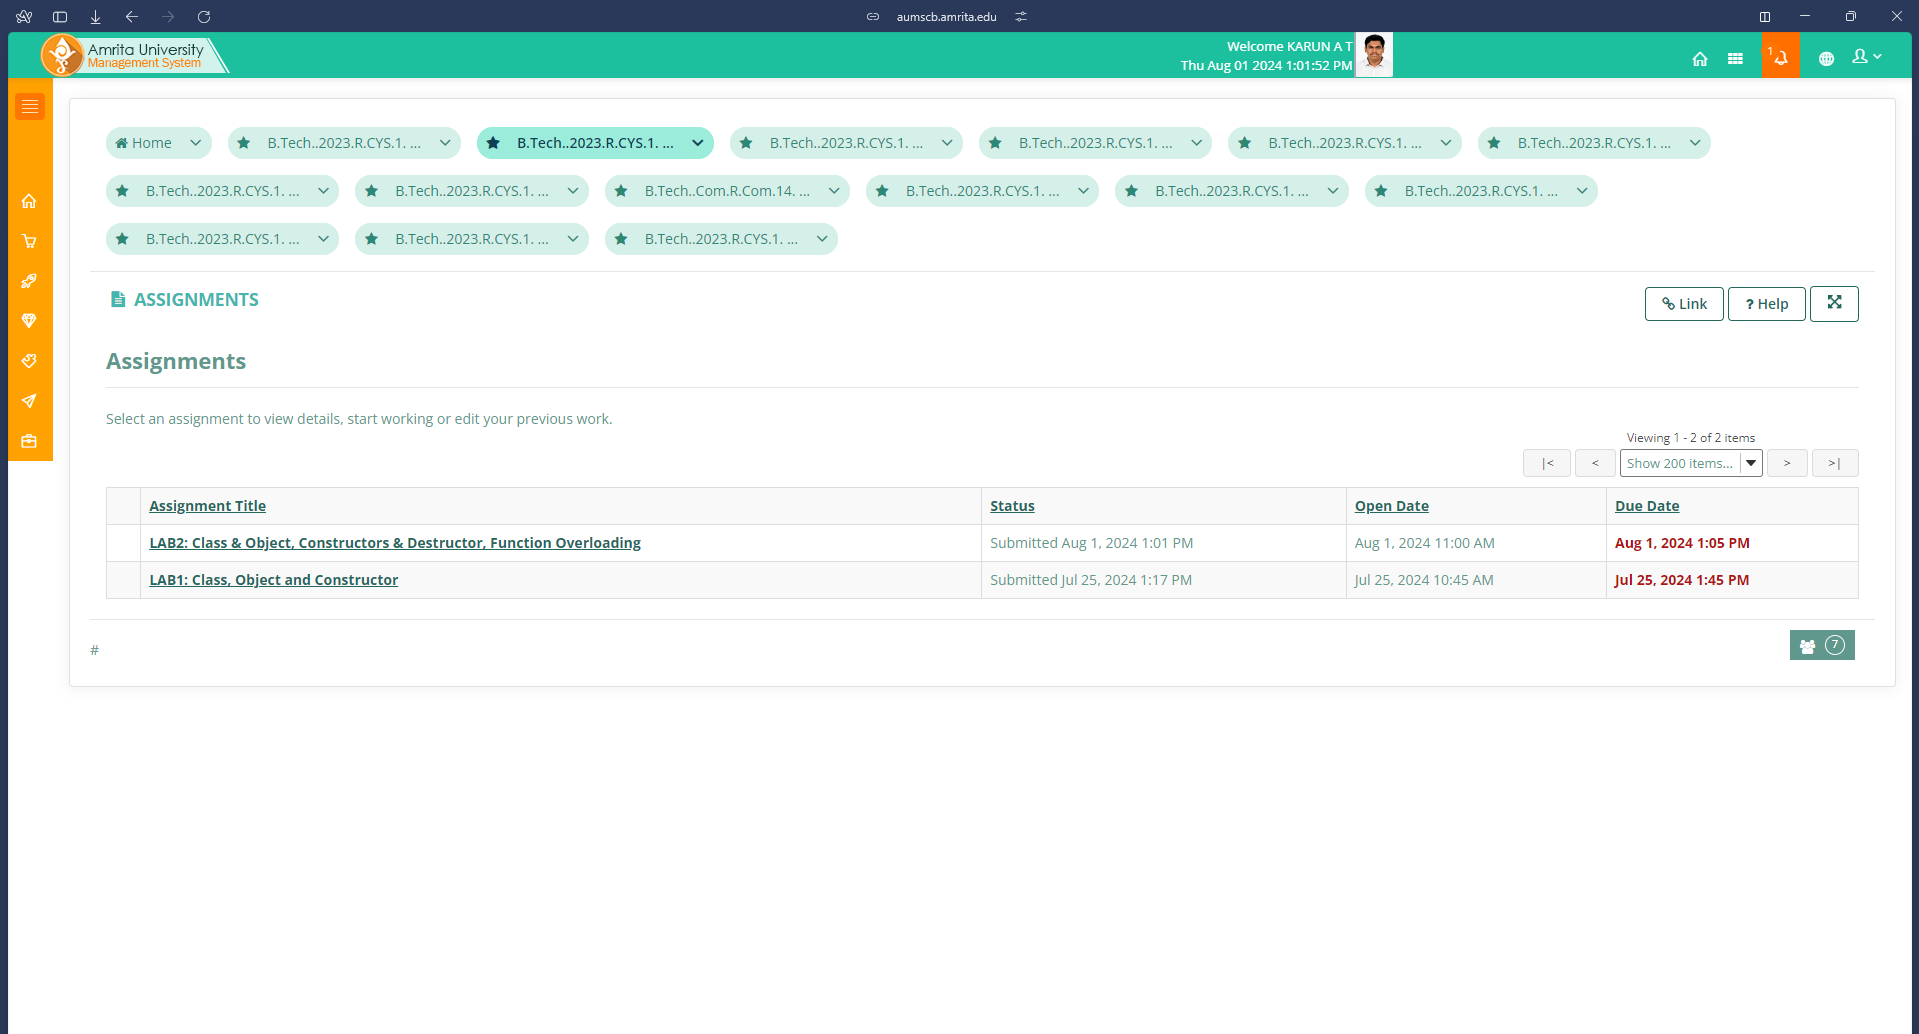 aumscb.amrita.edu
Amrita University
Management System
Welcome KARUN A T
Thu Aug 01 2024 1:01:52 PM
1
Home
B.Tech..2023.R.CYS.1. ...
B.Tech..2023.R.CYS.1. ...
B.Tech..2023.R.CYS.1. ...
B.Tech..2023.R.CYS.1. ...
B.Tech..2023.R.CYS.1. ...
B.Tech..2023.R.CYS.1. ...
B.Tech..2023.R.CYS.1. ...
B.Tech..2023.R.CYS.1. ...
B.Tech..Com.R.Com.14. ...
B.Tech..2023.R.CYS.1. ...
B.Tech..2023.R.CYS.1. ...
B.Tech..2023.R.CYS.1. ...
B.Tech..2023.R.CYS.1. ...
B.Tech..2023.R.CYS.1. ...
B.Tech..2023.R.CYS.1. ...
ASSIGNMENTS
Link
? Help
Assignments
Select an assignment to view details, start working or edit your previous work.
Viewing 1 - 2 of 2 items
|< < Show 200 items... > >|
Assignment Title Status Open Date Due Date
LAB2: Class & Object, Constructors & Destructor, Function Overloading Submitted Aug 1, 2024 1:01 PM Aug 1, 2024 11:00 AM Aug 1, 2024 1:05 PM
LAB1: Class, Object and Constructor Submitted Jul 25, 2024 1:17 PM Jul 25, 2024 10:45 AM Jul 25, 2024 1:45 PM
#
7